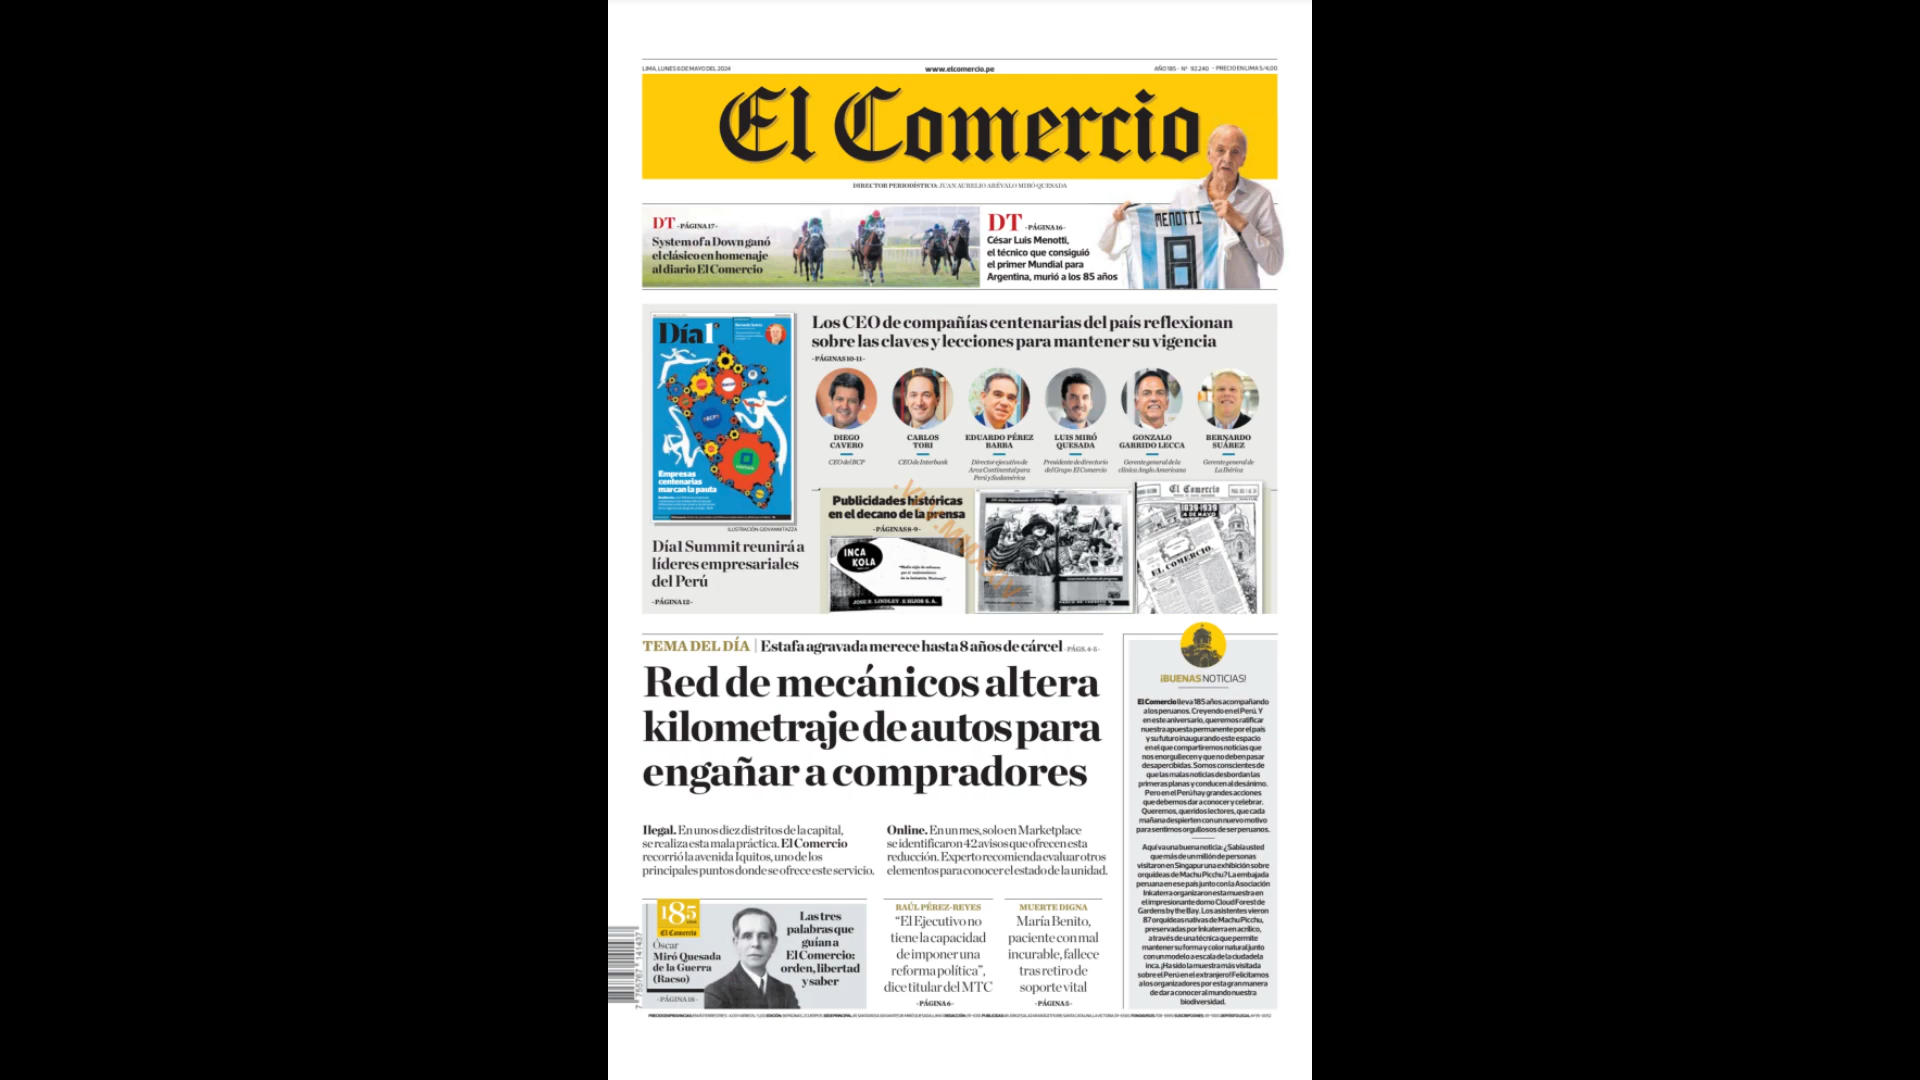 LIMA, LUNES 6 DE MAYO DEL 2024
www.elcomercio.pe
AÑO 185 - Nº 92.240 - PRECIO EN LIMA S/4.00
El Comercio
DIRECTOR PERIODÍSTICO: JUAN AURELIO ARÉVALO MIRÓ QUESADA
DT -PÁGINA 17-
System of a Down ganó
el clásico en homenaje
al diario El Comercio
DT -PÁGINA 16-
César Luis Menotti,
el técnico que consiguió
el primer Mundial para
Argentina, murió a los 85 años
MENOTTI
8
Día1
Empresas
centenarias
marcan la pauta
ILUSTRACIÓN: GIOVANNI TAZZA
Día1 Summit reunirá a
líderes empresariales
del Perú
-PÁGINA 12-
Los CEO de compañías centenarias del país reflexionan
sobre las claves y lecciones para mantener su vigencia
-PÁGINAS 10-11-
DIEGO
CAVERO
CEO del BCP
CARLOS
TORI
CEO de Interbank
EDUARDO PÉREZ
BARBA
Director ejecutivo de
Arca Continental para
Perú y Sudamérica
LUIS MIRÓ
QUESADA
Presidente de directorio
del Grupo El Comercio
GONZALO
GARRIDO LECCA
Gerente general de la
clínica Anglo Americana
BERNARDO
SUÁREZ
Gerente general de
La Ibérica
Publicidades históricas
en el decano de la prensa
-PÁGINAS 8-9-
INCA
KOLA
JOSE R. LINDLEY E HIJOS S. A.
El Comercio
1839-1939
4 DE MAYO
EL COMERCIO.
TEMA DEL DÍA | Estafa agravada merece hasta 8 años de cárcel -PÁGS. 4-5-
Red de mecánicos altera
kilometraje de autos para
engañar a compradores
Ilegal. En unos diez distritos de la capital,
se realiza esta mala práctica. El Comercio
recorrió la avenida Iquitos, uno de los
principales puntos donde se ofrece este servicio.
Online. En un mes, solo en Marketplace
se identificaron 42 avisos que ofrecen esta
reducción. Experto recomienda evaluar otros
elementos para conocer el estado de la unidad.
185
El Comercio
Óscar
Miró Quesada
de la Guerra
(Racso)
-PÁGINA 18-
Las tres
palabras que
guían a
El Comercio:
orden, libertad
y saber
RAÚL PÉREZ-REYES
“El Ejecutivo no
tiene la capacidad
de imponer una
reforma política”,
dice titular del MTC
-PÁGINA 6-
MUERTE DIGNA
María Benito,
paciente con mal
incurable, fallece
tras retiro de
soporte vital
-PÁGINA 5-
¡BUENAS NOTICIAS!
El Comercio lleva 185 años acompañando
a los peruanos. Creyendo en el Perú. Y
en este aniversario, queremos ratificar
nuestra apuesta permanente por el país
y su futuro inaugurando este espacio
en el que compartiremos noticias que
nos enorgullecen y que no deben pasar
desapercibidas. Somos conscientes de
que las malas noticias desbordan las
primeras planas y conducen al desánimo.
Pero en el Perú hay grandes acciones
que debemos dar a conocer y celebrar.
Queremos, queridos lectores, que cada
mañana despierten con un nuevo motivo
para sentirnos orgullosos de ser peruanos.
Aquí va una buena noticia: ¿Sabía usted
que más de un millón de personas
visitaron en Singapur una exhibición sobre
orquídeas de Machu Picchu? La embajada
peruana en ese país junto con la Asociación
Inkaterra organizaron esta muestra en
el impresionante domo Cloud Forest de
Gardens by the Bay. Los asistentes vieron
87 orquídeas nativas de Machu Picchu,
preservadas por Inkaterra en acrílico,
a través de una técnica que permite
mantener su forma y color natural junto
con un modelo a escala de la ciudadela
inca. ¡Ha sido la muestra más visitada
sobre el Perú en el extranjero! Felicitamos
a los organizadores por esta gran manera
de dar a conocer al mundo nuestra
biodiversidad.
7 755767 141437